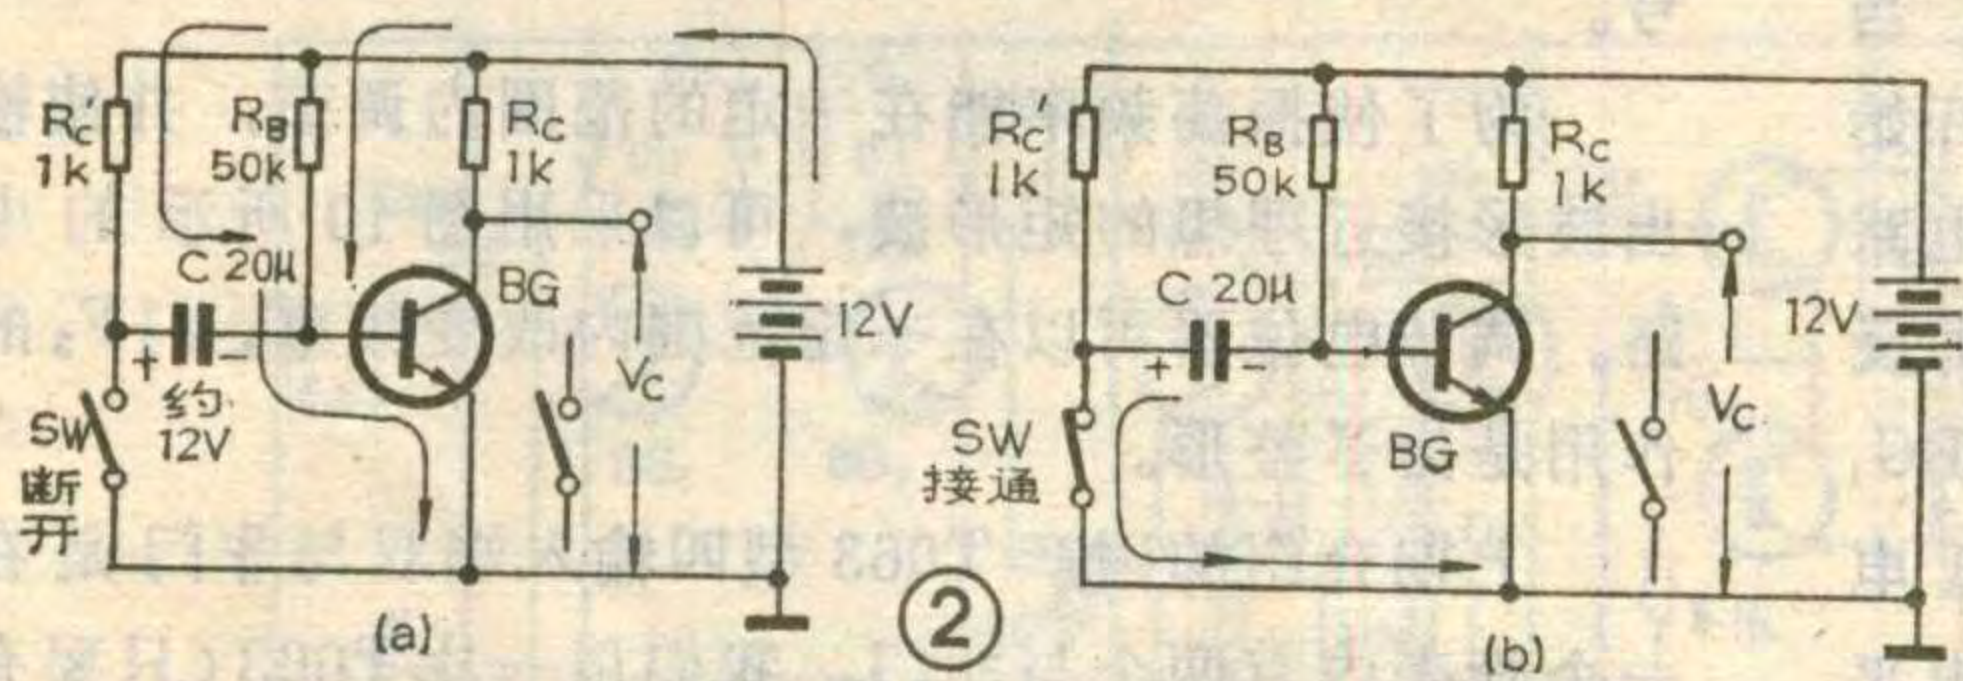 R'c
1k
RB
50k
Rc
1k
C 20μ
BG
+
-
约
12V
SW
断
开
Vc
12V
(a)
②
R'c
1k
RB
50k
Rc
1k
C 20μ
12V
+
-
SW
接通
BG
Vc
(b)